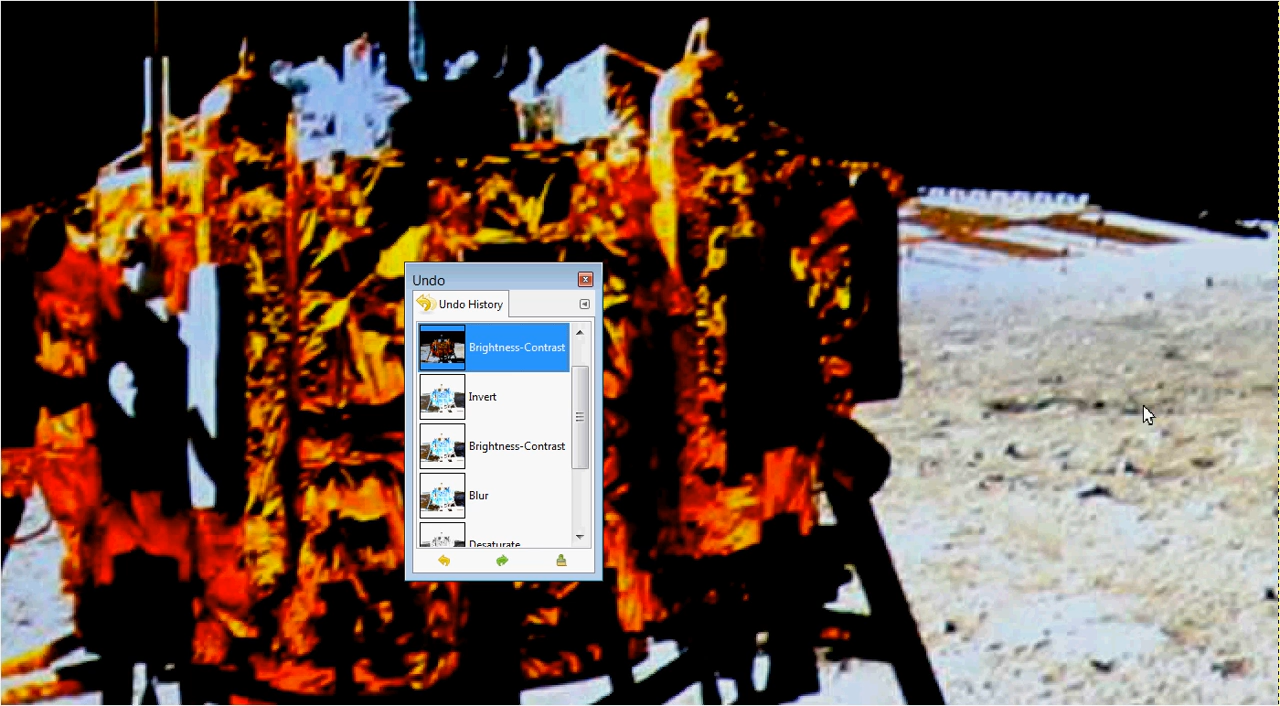 Undo
Undo History
Brightness-Contrast
Invert
Brightness-Contrast
Blur
Desaturate